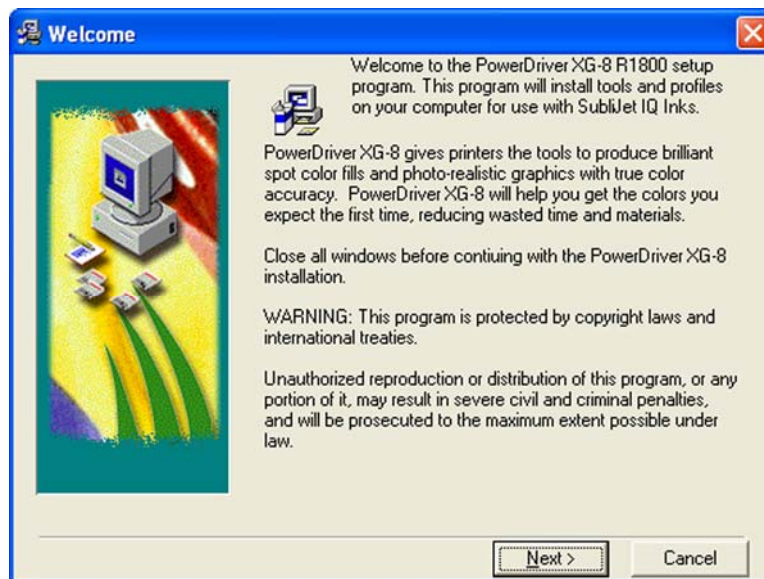 Welcome
Welcome to the PowerDriver XG-8 R1800 setup
program. This program will install tools and profiles
on your computer for use with SubliJet IQ Inks.
PowerDriver XG-8 gives printers the tools to produce brilliant
spot color fills and photo-realistic graphics with true color
accuracy.  PowerDriver XG-8 will help you get the colors you
expect the first time, reducing wasted time and materials.
Close all windows before contiuing with the PowerDriver XG-8
installation.
WARNING: This program is protected by copyright laws and
international treaties.
Unauthorized reproduction or distribution of this program, or any
portion of it, may result in severe civil and criminal penalties,
and will be prosecuted to the maximum extent possible under
law.
Next >
Cancel